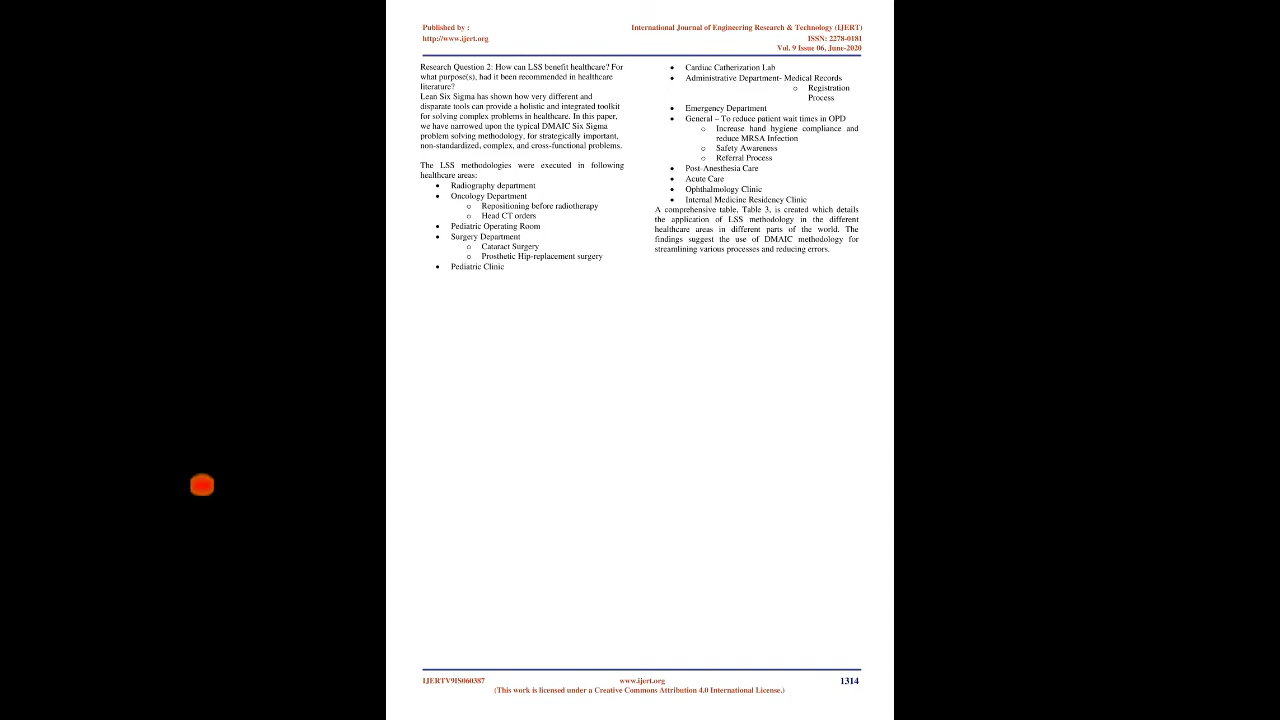 Published by :
http://www.ijert.org
International Journal of Engineering Research & Technology (IJERT)
ISSN: 2278-0181
Vol. 9 Issue 06, June-2020
Research Question 2: How can LSS benefit healthcare? For
what purpose(s), had it been recommended in healthcare
literature?
Lean Six Sigma has shown how very different and
disparate tools can provide a holistic and integrated toolkit
for solving complex problems in healthcare. In this paper,
we have narrowed upon the typical DMAIC Six Sigma
problem solving methodology, for strategically important,
non-standardized, complex, and cross-functional problems.
The LSS methodologies were executed in following
healthcare areas:
• Radiography department
• Oncology Department
o Repositioning before radiotherapy
o Head CT orders
• Pediatric Operating Room
• Surgery Department
o Cataract Surgery
o Prosthetic Hip-replacement surgery
• Pediatric Clinic
• Cardiac Catherization Lab
• Administrative Department- Medical Records
o Registration
Process
• Emergency Department
• General – To reduce patient wait times in OPD
o Increase hand hygiene compliance and
reduce MRSA Infection
o Safety Awareness
o Referral Process
• Post-Anesthesia Care
• Acute Care
• Ophthalmology Clinic
• Internal Medicine Residency Clinic
A comprehensive table, Table 3, is created which details
the application of LSS methodology in the different
healthcare areas in different parts of the world. The
findings suggest the use of DMAIC methodology for
streamlining various processes and reducing errors.
IJERTV9IS060387
www.ijert.org
1314
(This work is licensed under a Creative Commons Attribution 4.0 International License.)